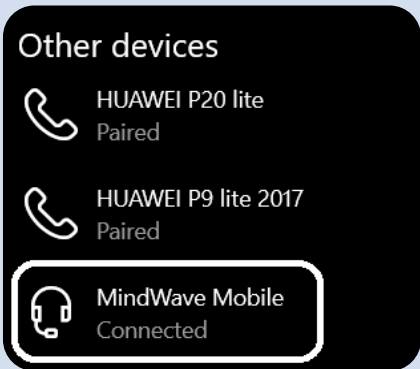 Other devices
HUAWEI P20 lite
Paired
HUAWEI P9 lite 2017
Paired
MindWave Mobile
Connected